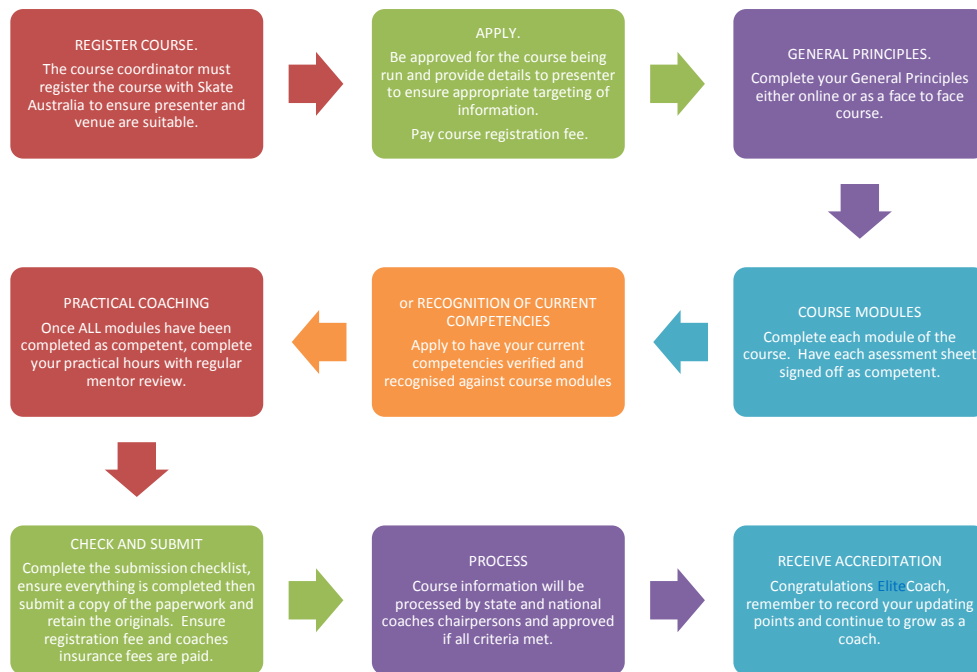 REGISTER COURSE.
The course coordinator must
register the course with Skate
Australia to ensure presenter and
venue are suitable.
APPLY.
Be approved for the course being
run and provide details to presenter
to ensure appropriate targeting of
information.
Pay course registration fee.
GENERAL PRINCIPLES.
Complete your General Principles
either online or as a face to face
course.
COURSE MODULES
Complete each module of the
course.  Have each asessment sheet
signed off as competent.
or RECOGNITION OF CURRENT
COMPETENCIES
Apply to have your current
competencies verified and
recognised against course modules
PRACTICAL COACHING
Once ALL modules have been
completed as competent, complete
your practical hours with regular
mentor review.
CHECK AND SUBMIT
Complete the submission checklist,
ensure everything is completed then
submit a copy of the paperwork and
retain the originals.  Ensure
registration fee and coaches
insurance fees are paid.
PROCESS
Course information will be
processed by state and national
coaches chairpersons and approved
if all criteria met.
RECEIVE ACCREDITATION
Congratulations EliteCoach,
remember to record your updating
points and continue to grow as a
coach.